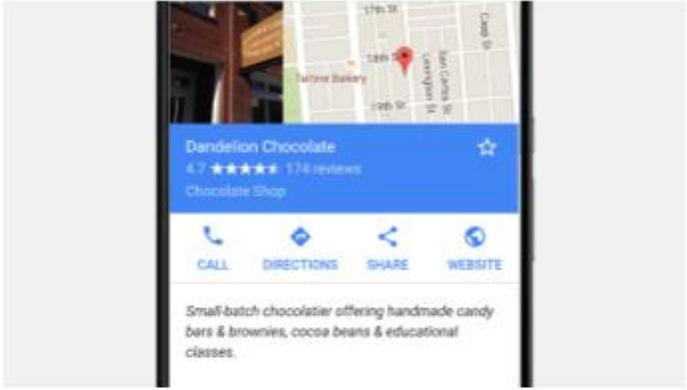 17th St
Capp St
18th S
Tartine Bakery
Lexington St
San Carlos St
19th St
Dandelion Chocolate
4.7 174 reviews
Chocolate Shop
CALL DIRECTIONS SHARE WEBSITE
Small-batch chocolatier offering handmade candy
bars & brownies, cocoa beans & educational
classes.